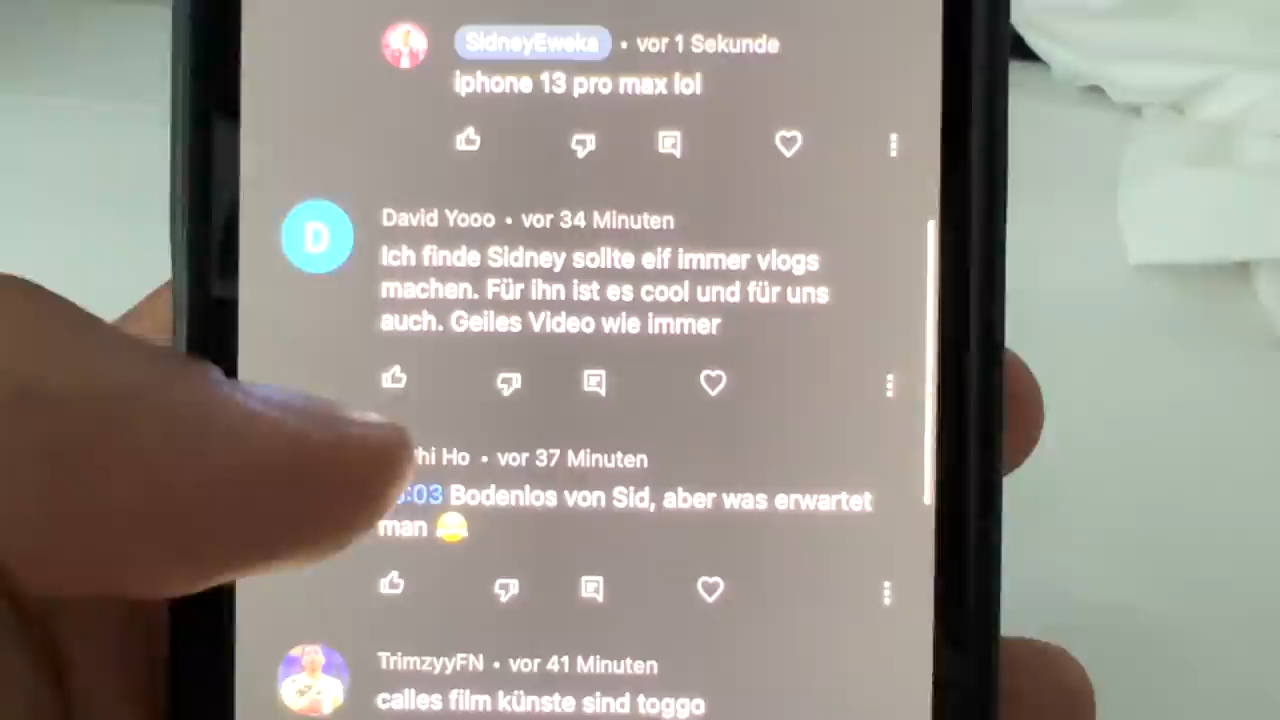 SidneyEweka • vor 1 Sekunde
iphone 13 pro max lol
D
David Yooo • vor 34 Minuten
Ich finde Sidney sollte eif immer vlogs
machen. Für ihn ist es cool und für uns
auch. Geiles Video wie immer
Ho • vor 37 Minuten
:03 Bodenlos von Sid, aber was erwartet
man
TrimzyyFN • vor 41 Minuten
calles film künste sind toggo